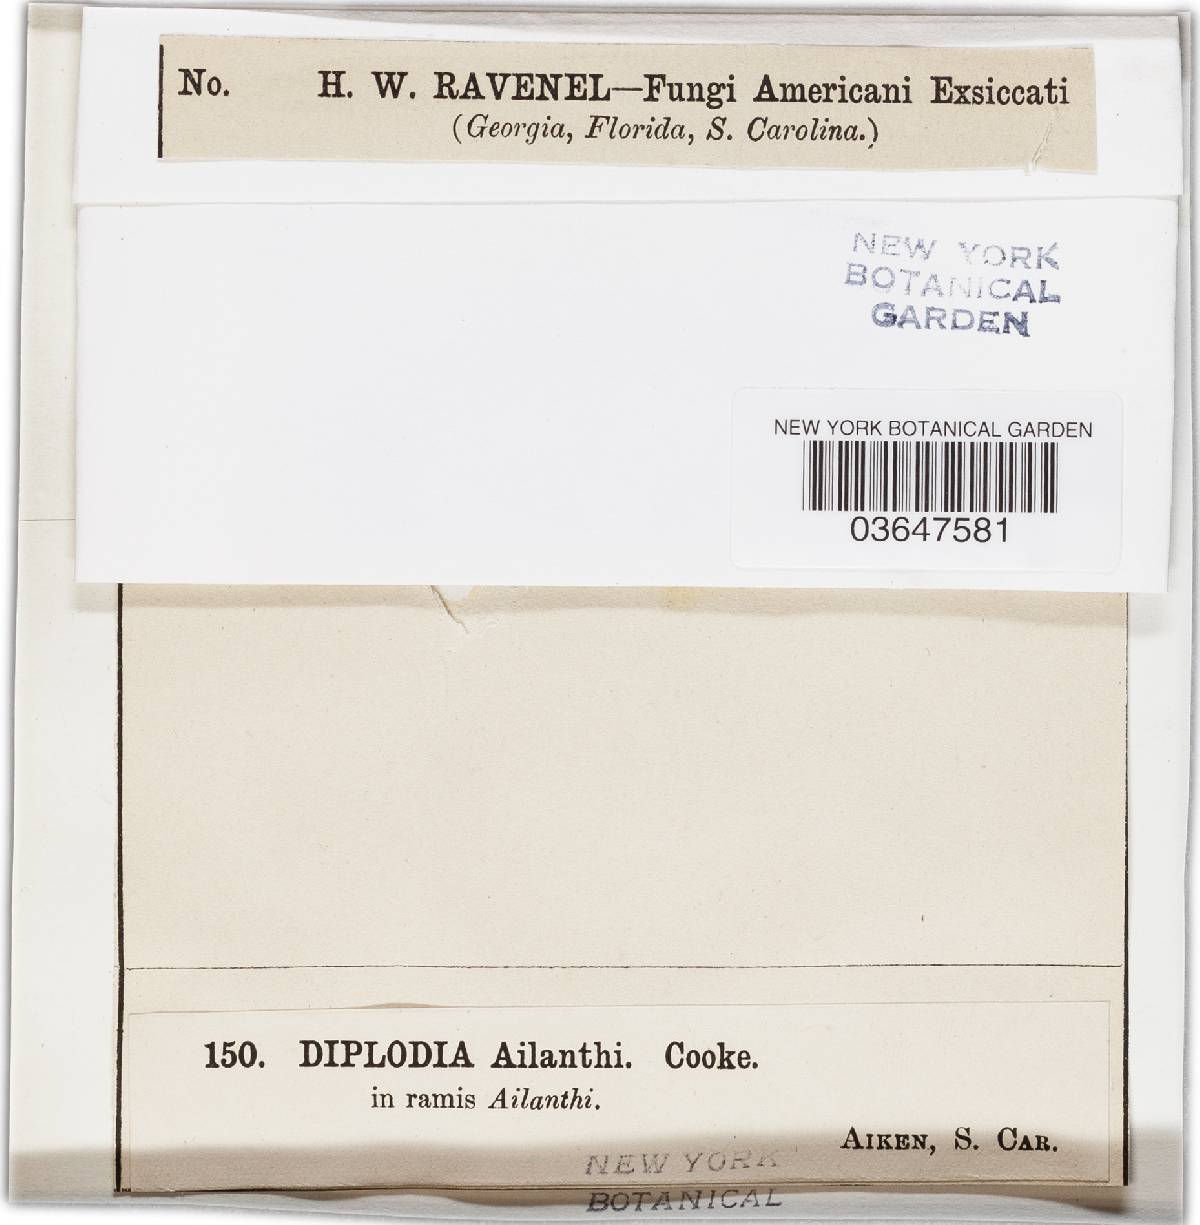 No. H. W. RAVENEL—Fungi Americani Exsiccati
(Georgia, Florida, S. Carolina.)
NEW YORK
BOTANICAL
GARDEN
NEW YORK BOTANICAL GARDEN
03647581
150. DIPLODIA Ailanthi. Cooke.
in ramis Ailanthi.
AIKEN, S. CAR.
NEW YORK
BOTANICAL